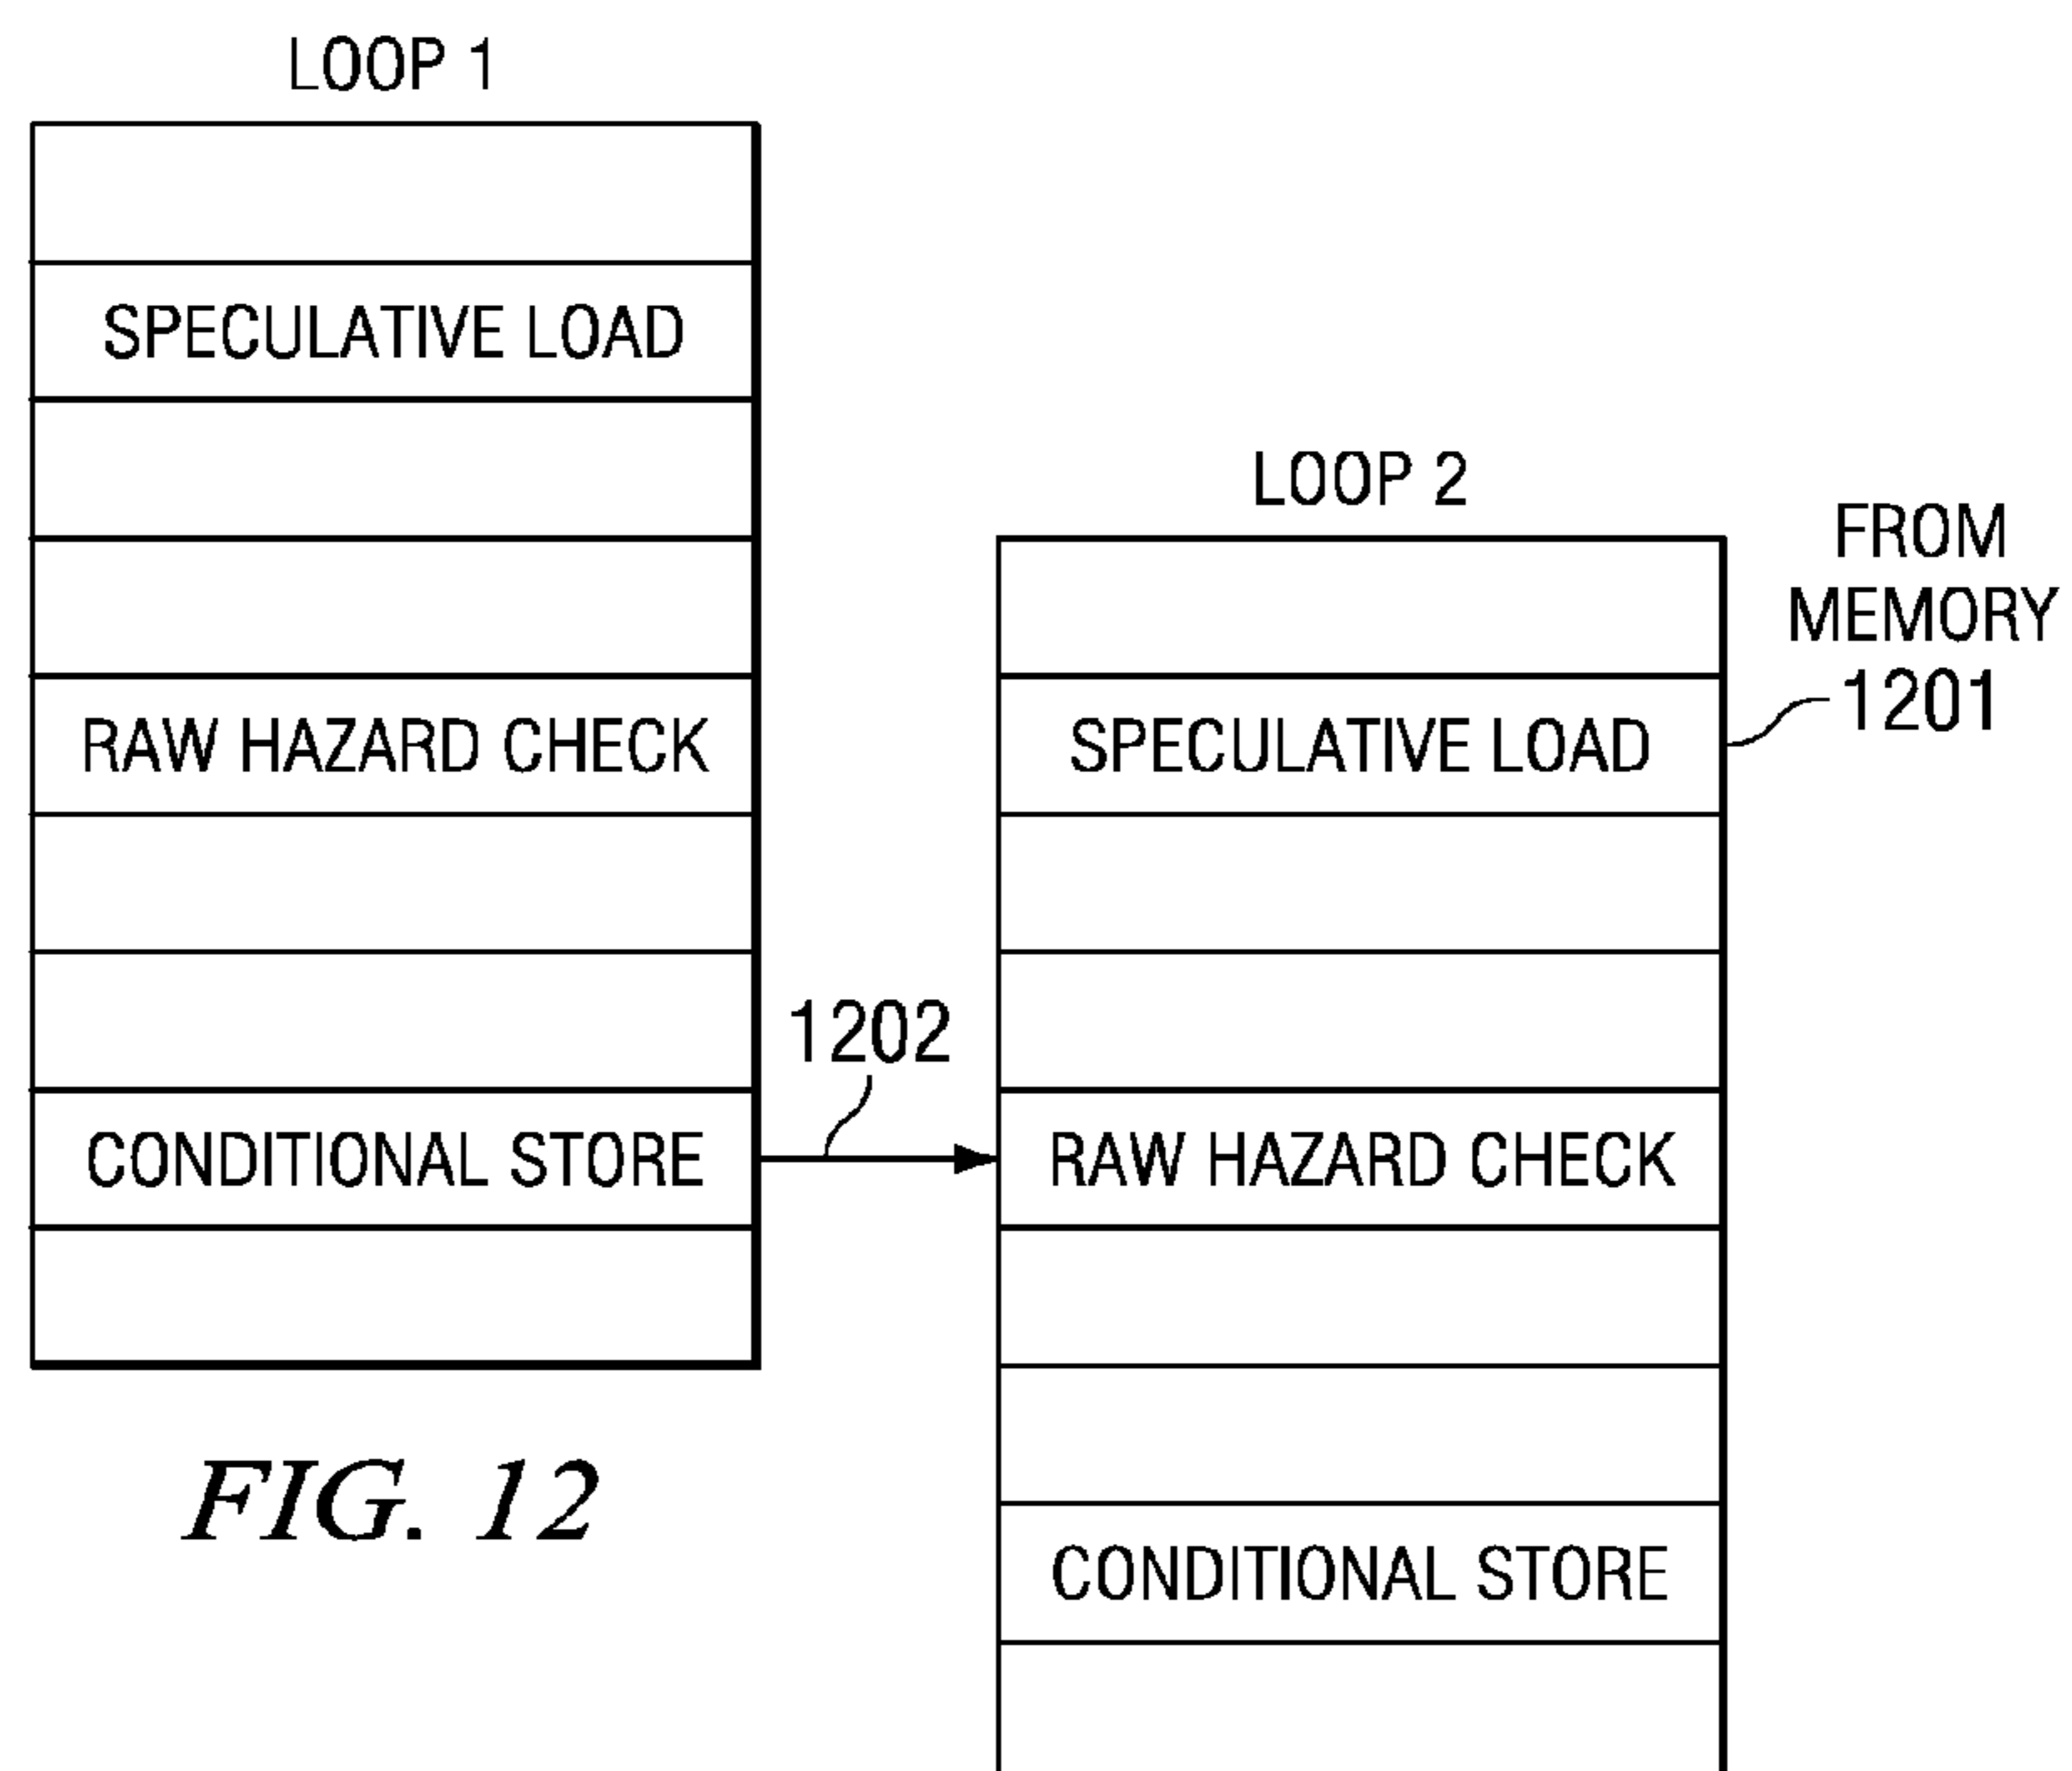 LOOP 1
SPECULATIVE LOAD
RAW HAZARD CHECK
CONDITIONAL STORE
1202
LOOP 2
SPECULATIVE LOAD
RAW HAZARD CHECK
CONDITIONAL STORE
FROM
MEMORY
1201
FIG. 12